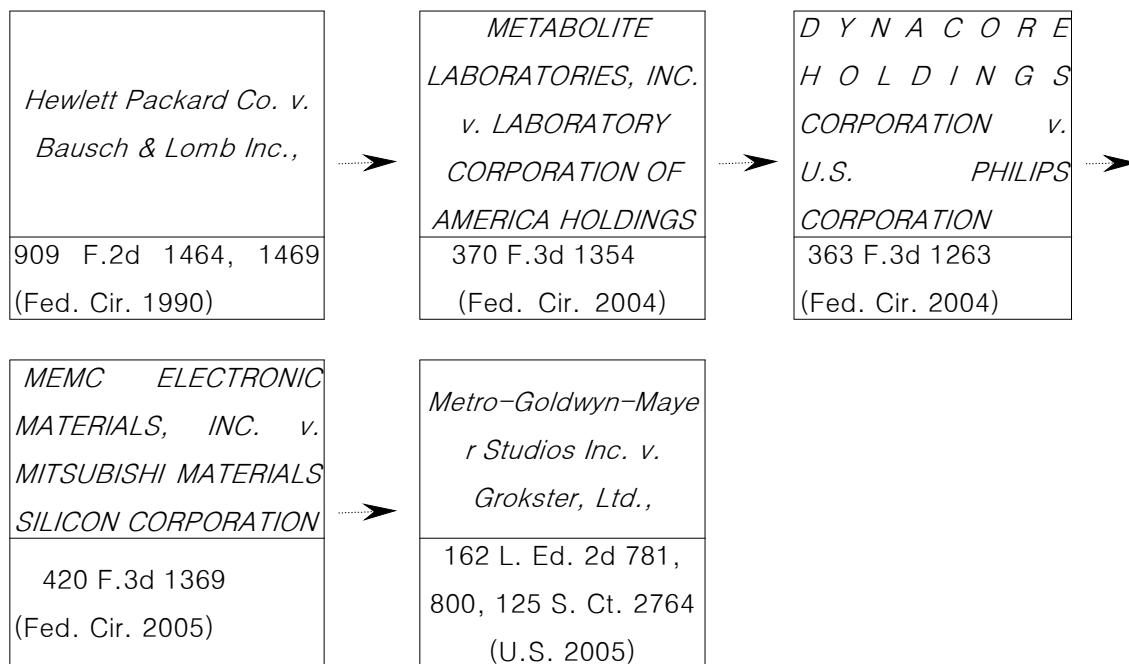 Hewlett Packard Co. v.
Bausch & Lomb Inc.,
909 F.2d 1464, 1469
(Fed. Cir. 1990)
METABOLITE
LABORATORIES, INC.
v. LABORATORY
CORPORATION OF
AMERICA HOLDINGS
370 F.3d 1354
(Fed. Cir. 2004)
D Y N A C O R E
H O L D I N G S
CORPORATION v.
U.S. PHILIPS
CORPORATION
363 F.3d 1263
(Fed. Cir. 2004)
MEMC ELECTRONIC
MATERIALS, INC. v.
MITSUBISHI MATERIALS
SILICON CORPORATION
420 F.3d 1369
(Fed. Cir. 2005)
Metro-Goldwyn-Maye
r Studios Inc. v.
Grokster, Ltd.,
162 L. Ed. 2d 781,
800, 125 S. Ct. 2764
(U.S. 2005)